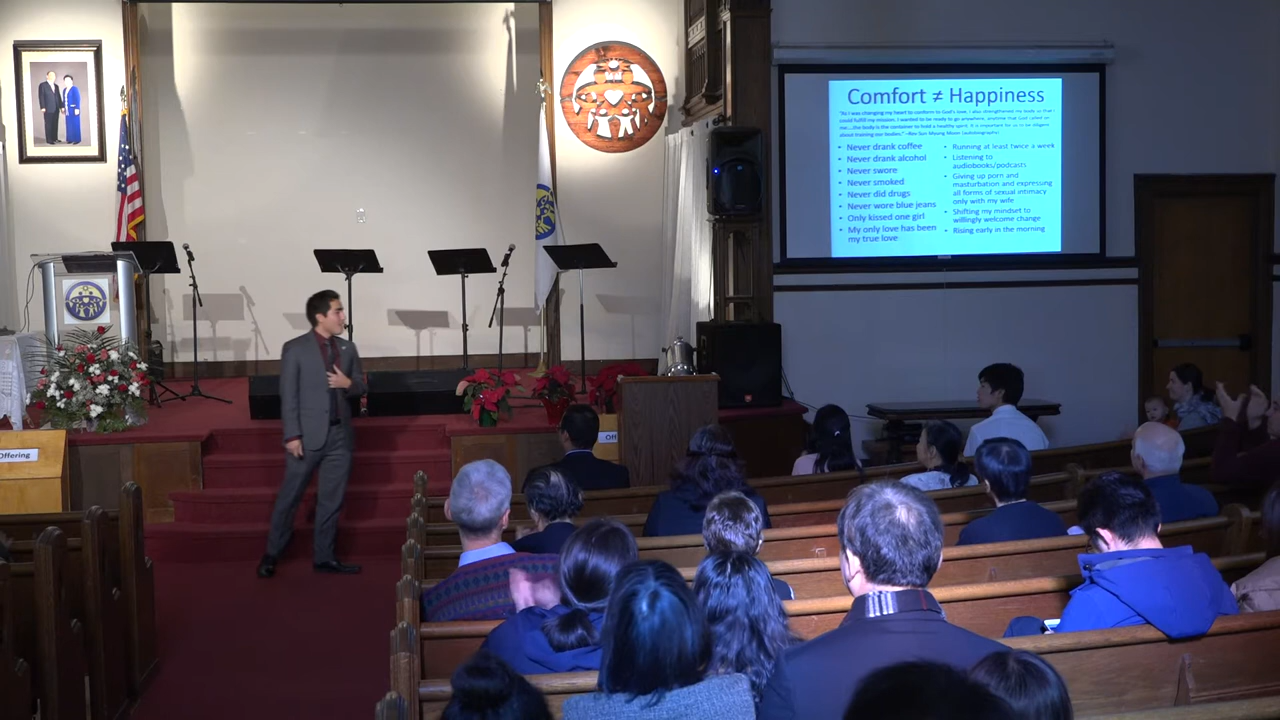 Comfort ≠ Happiness
"As I was changing my heart to conform to God's love, I also strengthened my body so that I
could fulfill my mission. I wanted to be ready to go anywhere, anytime that God called on
me....the body is the container to hold a healthy spirit. It is important for us to be diligent
about training our bodies." ~Rev Sun Myung Moon (autobiography)
• Never drank coffee
• Never drank alcohol
• Never swore
• Never smoked
• Never did drugs
• Never wore blue jeans
• Only kissed one girl
• My only love has been
my true love
• Running at least twice a week
• Listening to
audiobooks/podcasts
• Giving up porn and
masturbation and expressing
all forms of sexual intimacy
only with my wife
• Shifting my mindset to
willingly welcome change
• Rising early in the morning
Offering
Off